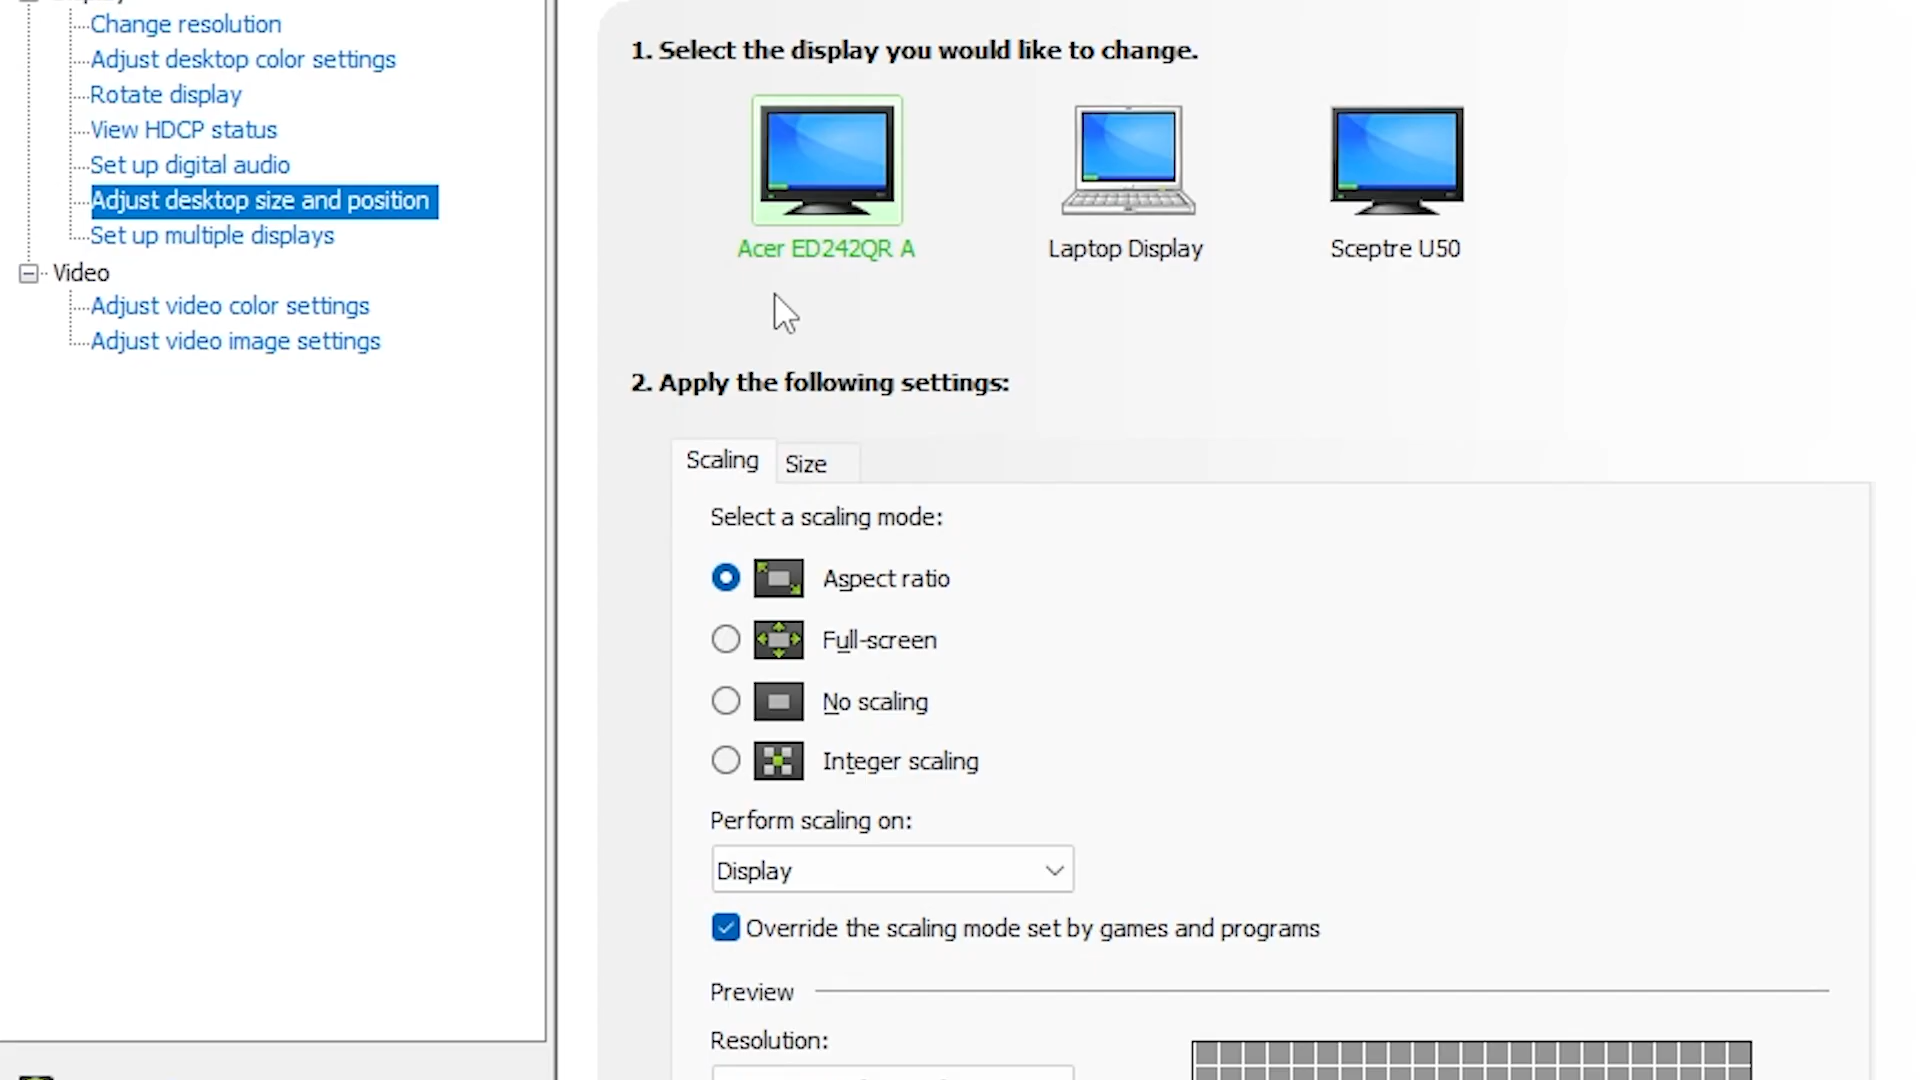 Change resolution
Adjust desktop color settings
Rotate display
View HDCP status
Set up digital audio
Adjust desktop size and position
Set up multiple displays
Video
Adjust video color settings
Adjust video image settings
1. Select the display you would like to change.
Acer ED242QR A
Laptop Display
Sceptre U50
2. Apply the following settings:
Scaling
Size
Select a scaling mode:
Aspect ratio
Full-screen
No scaling
Integer scaling
Perform scaling on:
Display
Override the scaling mode set by games and programs
Preview
Resolution: